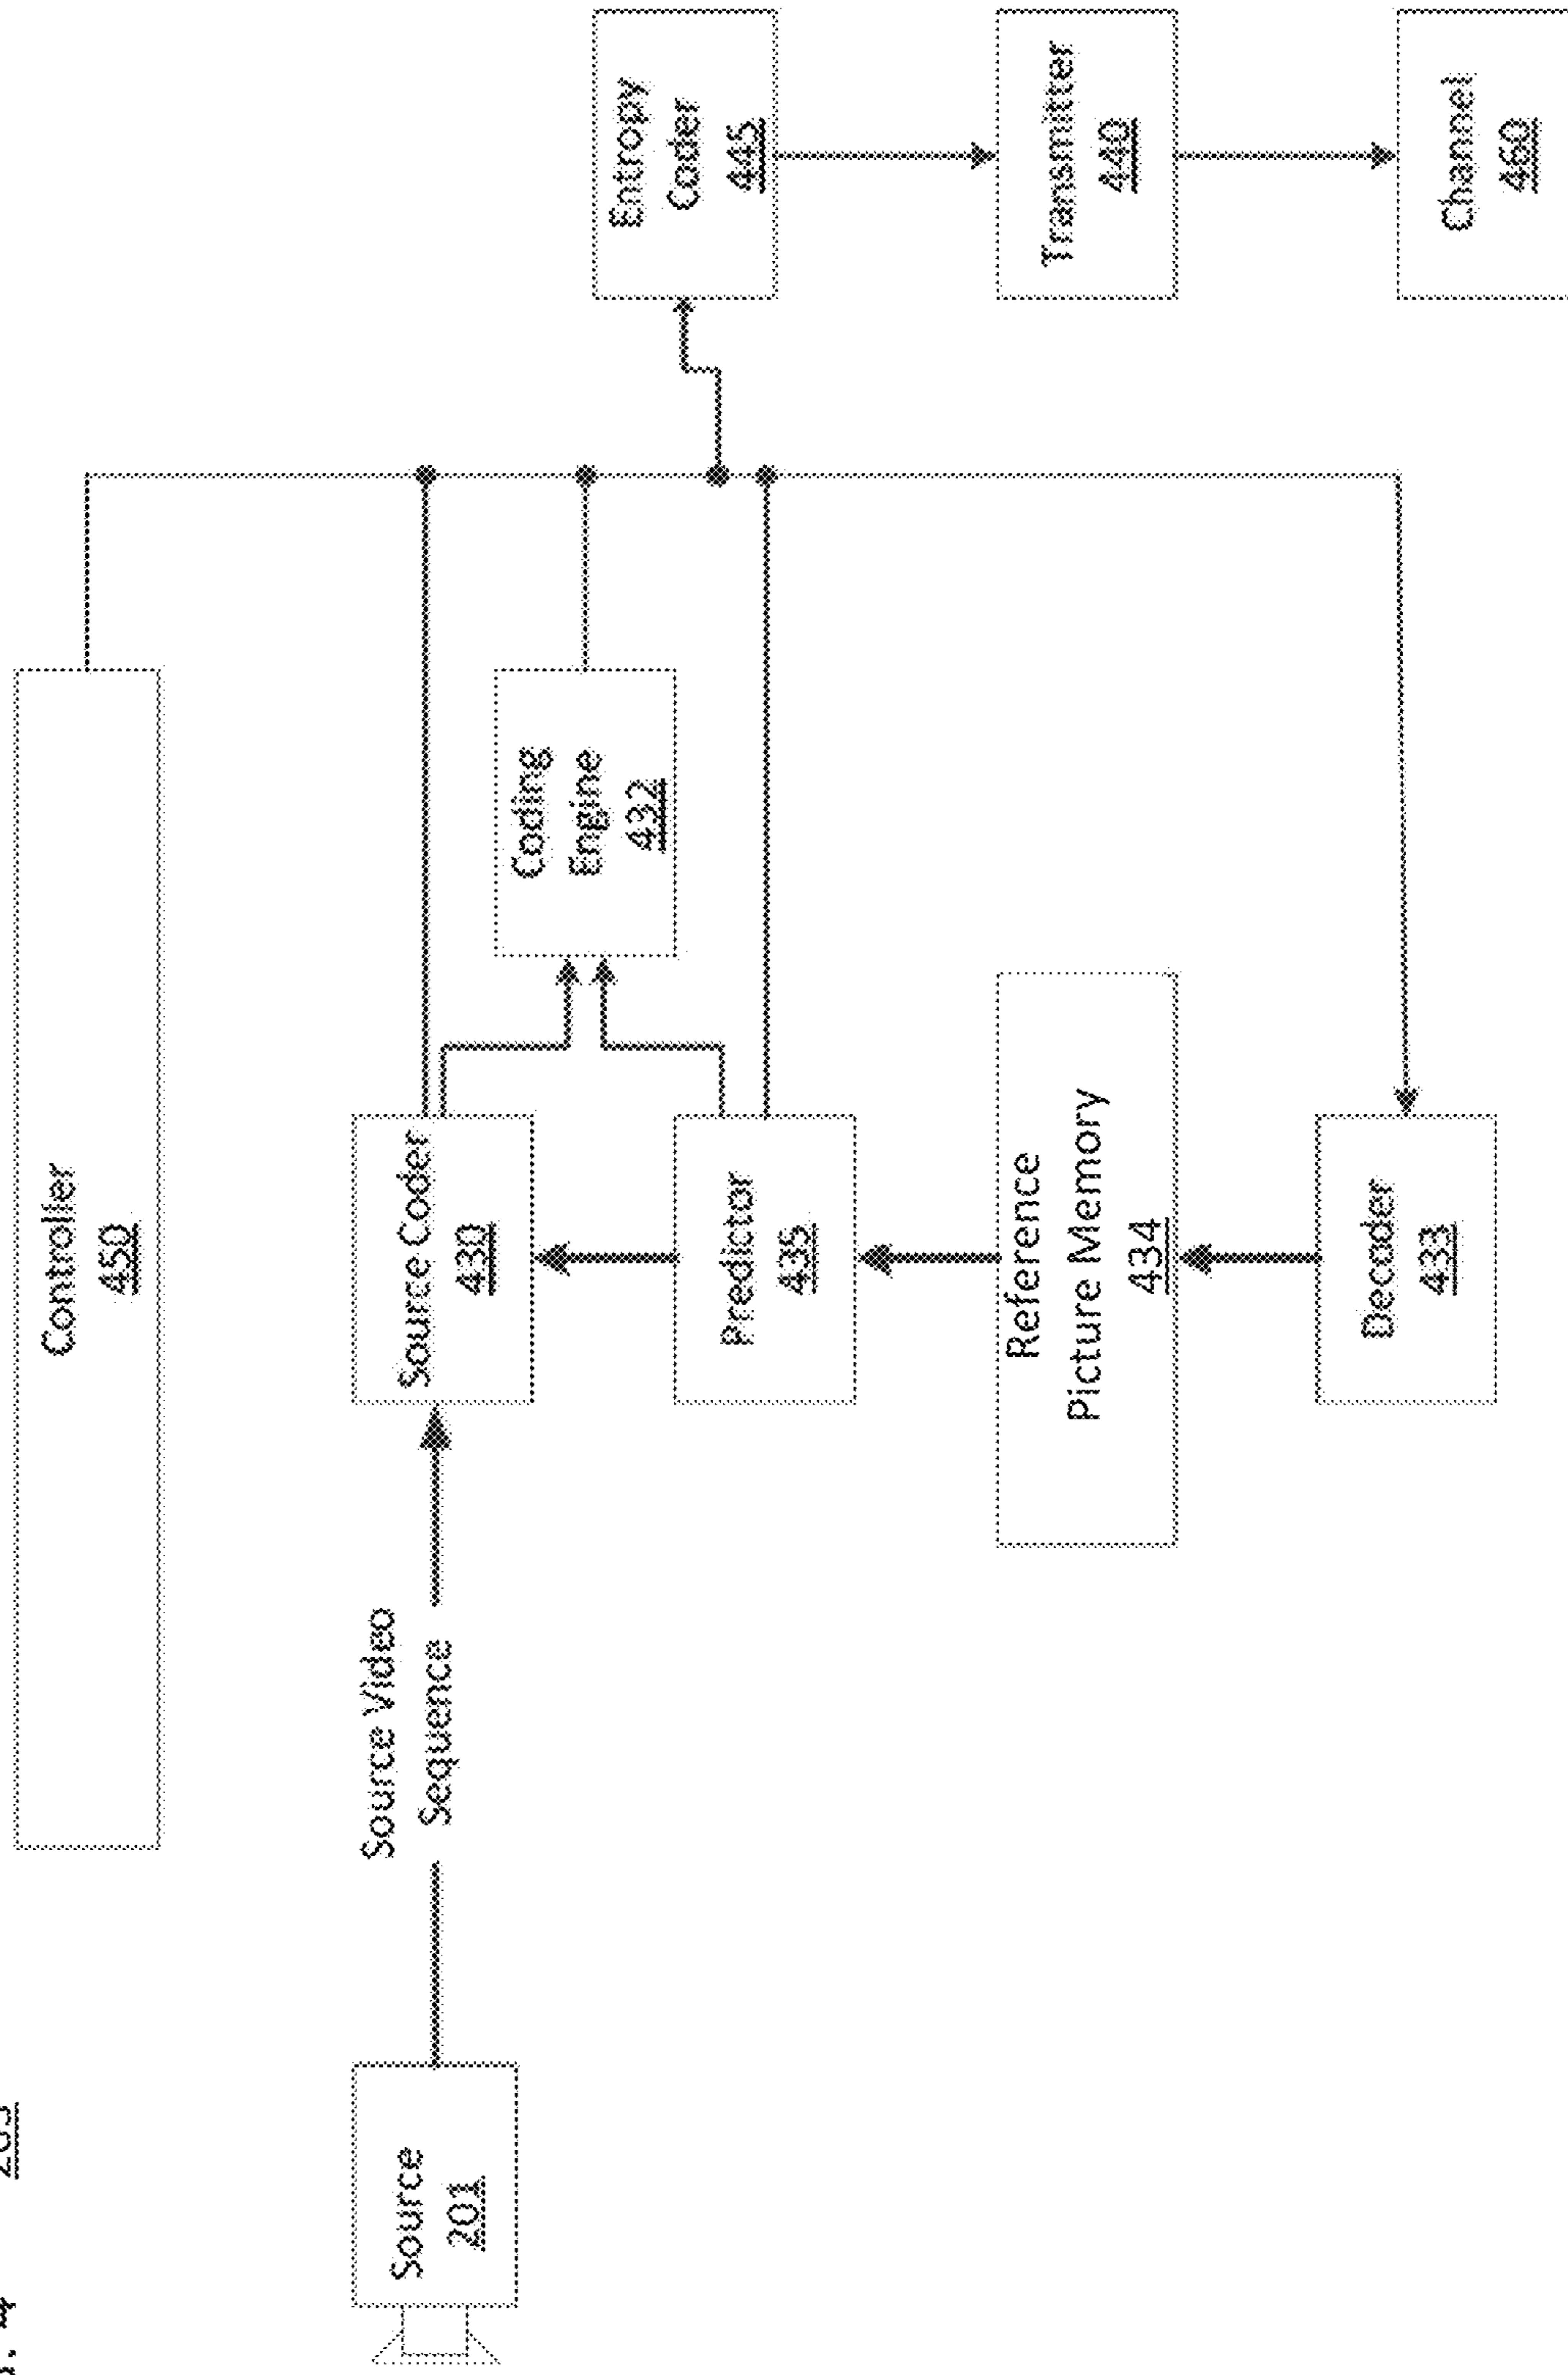 203
Controller
450
Source
201
Source Video
Sequence
Source Coder
430
Coding
Engine
432
Predictor
435
Reference
Picture Memory
434
Decoder
433
Entropy
Coder
445
Transmitter
440
Channel
460